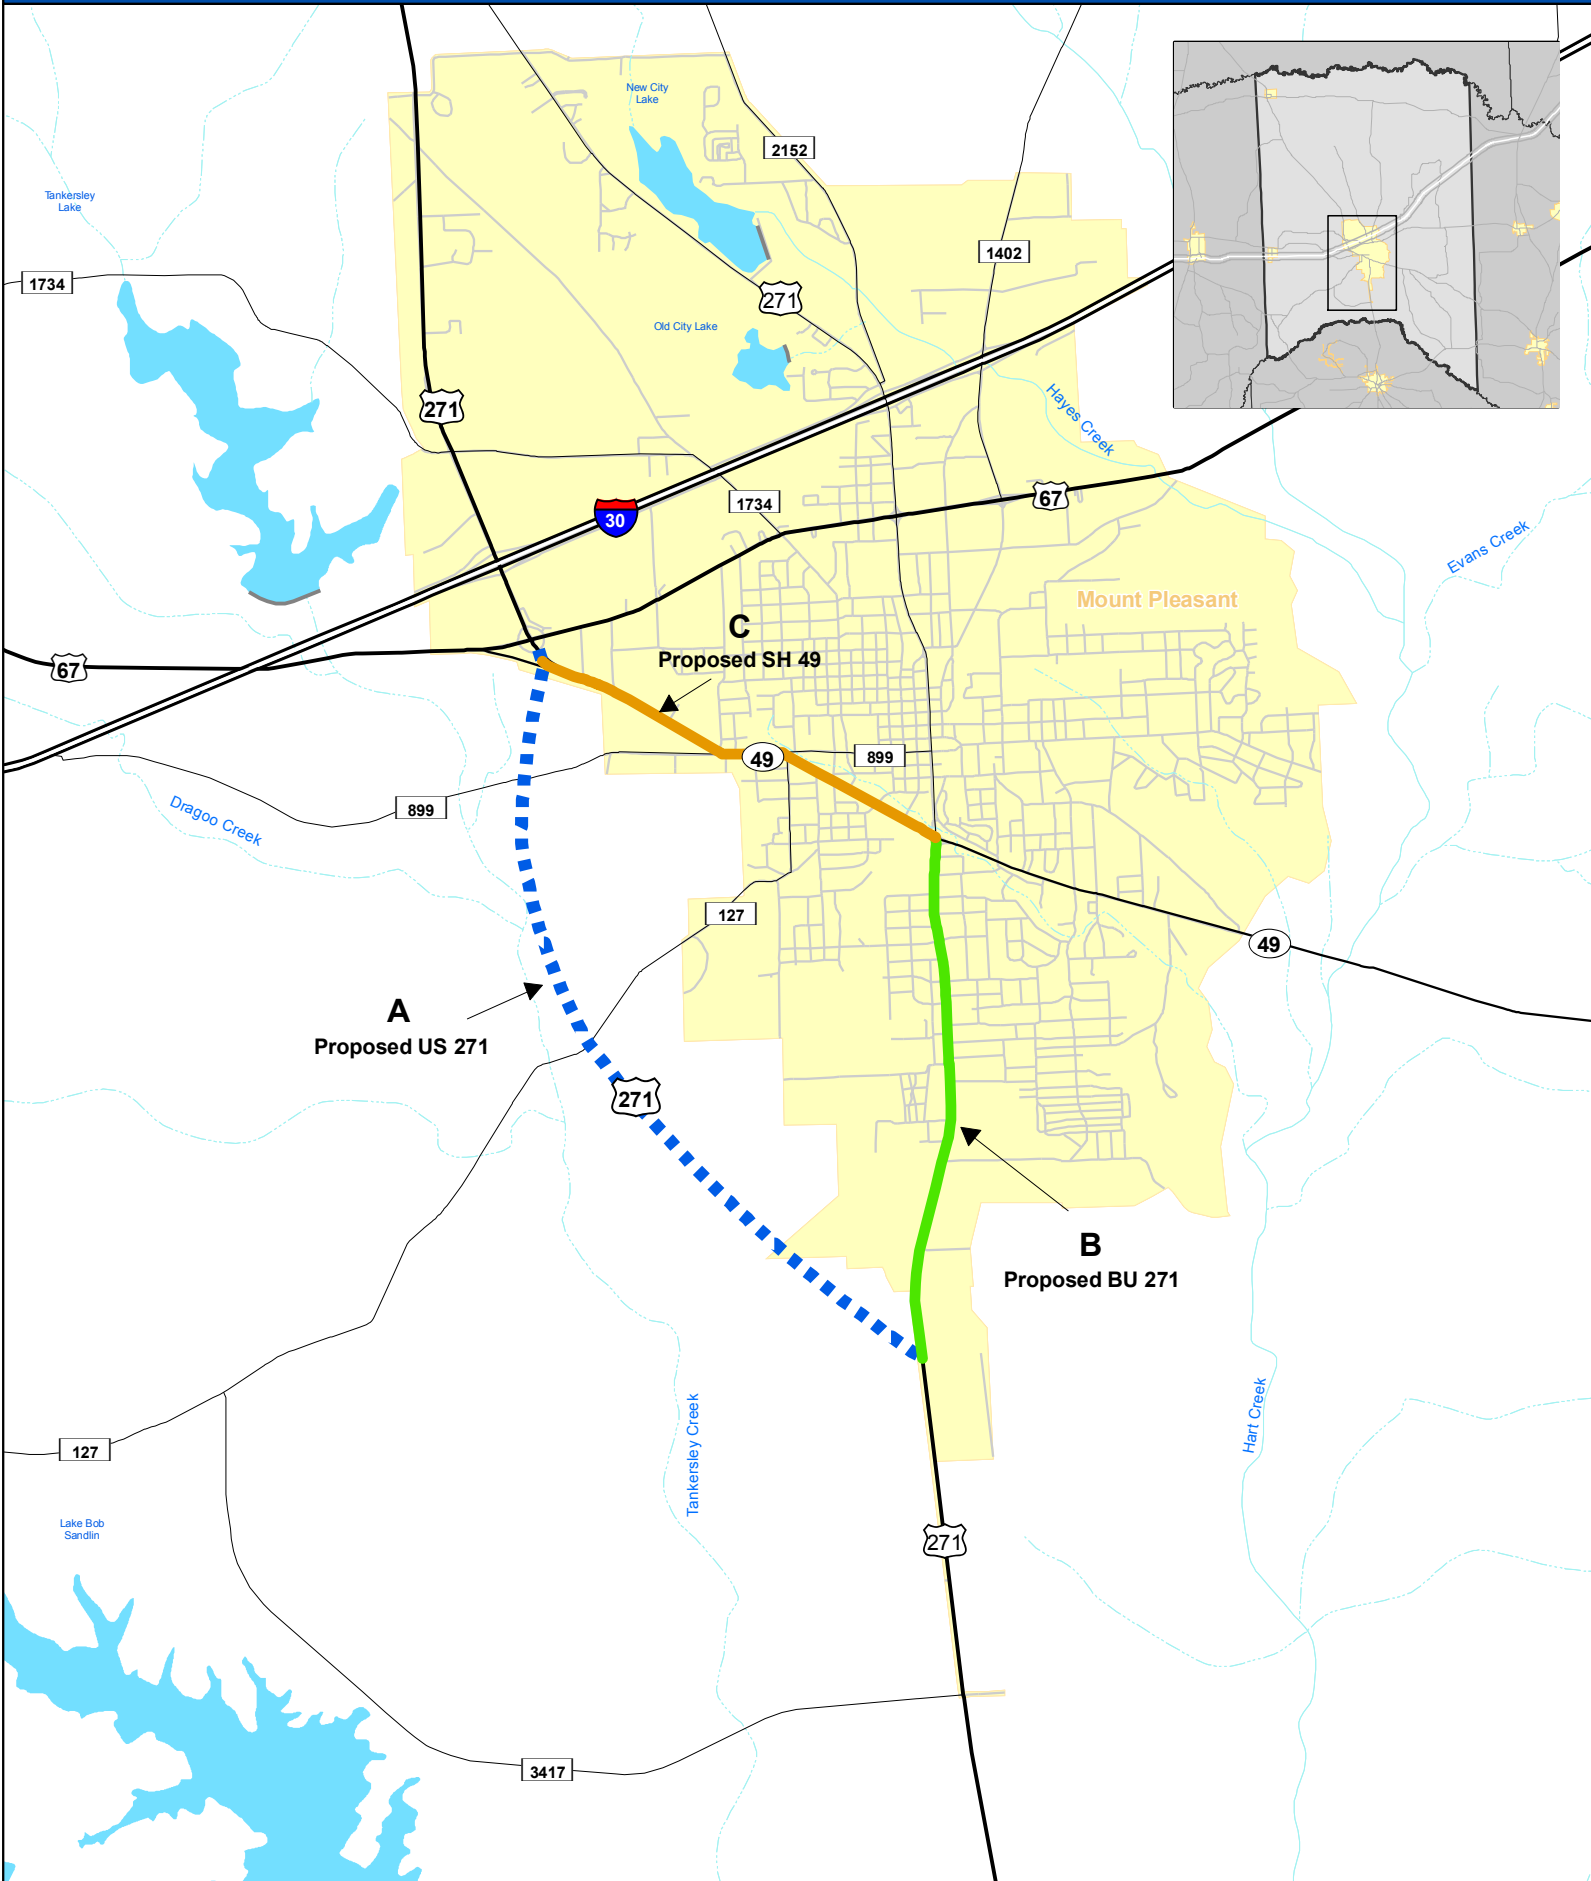 New City
Lake
2152
Tankersley
Lake
1402
1734
271
Old City Lake
271
Hayes Creek
67
1734
30
Evans Creek
Mount Pleasant
C
Proposed SH 49
67
49
899
899
Dragoo Creek
127
49
A
Proposed US 271
271
B
Proposed BU 271
Hart Creek
Tankersley Creek
127
Lake Bob
Sandlin
271
3417